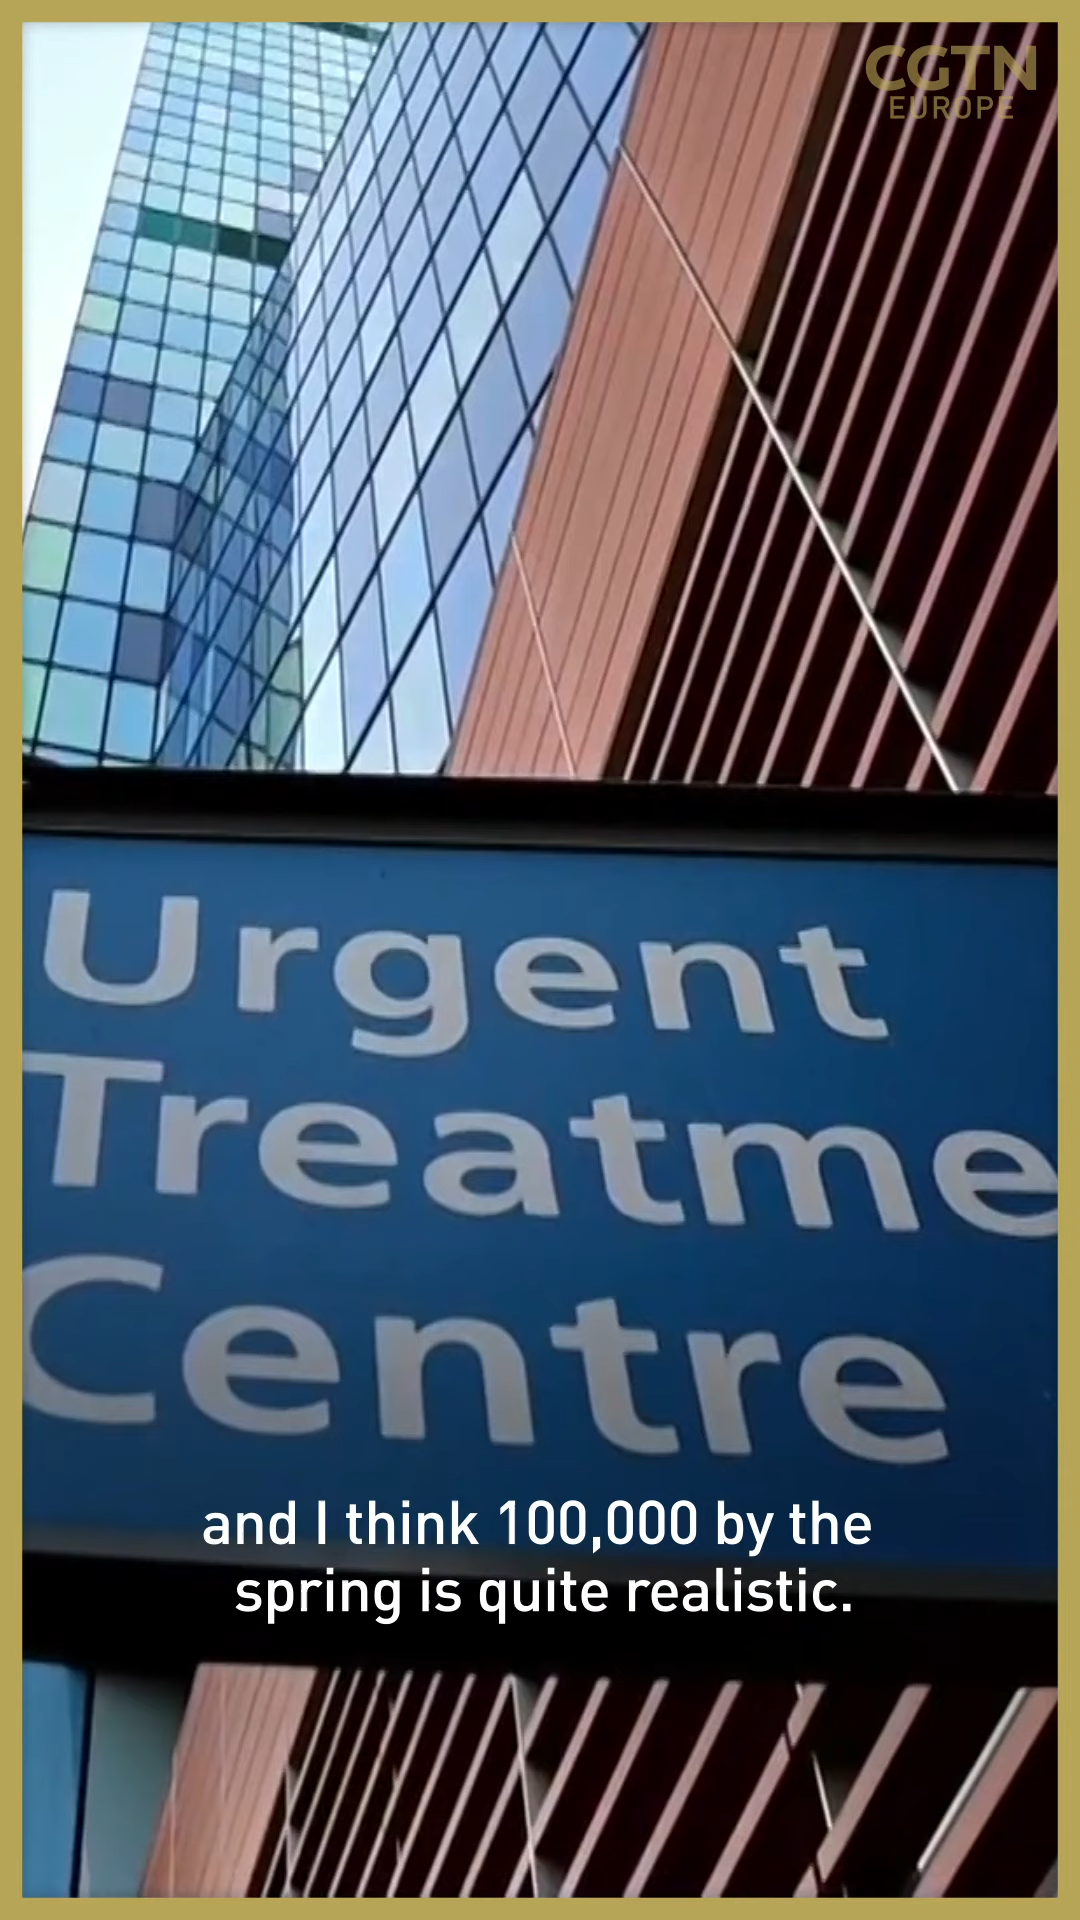 CGTN
EUROPE
Urgent
Treatme
Centre
and I think 100,000 by the
spring is quite realistic.